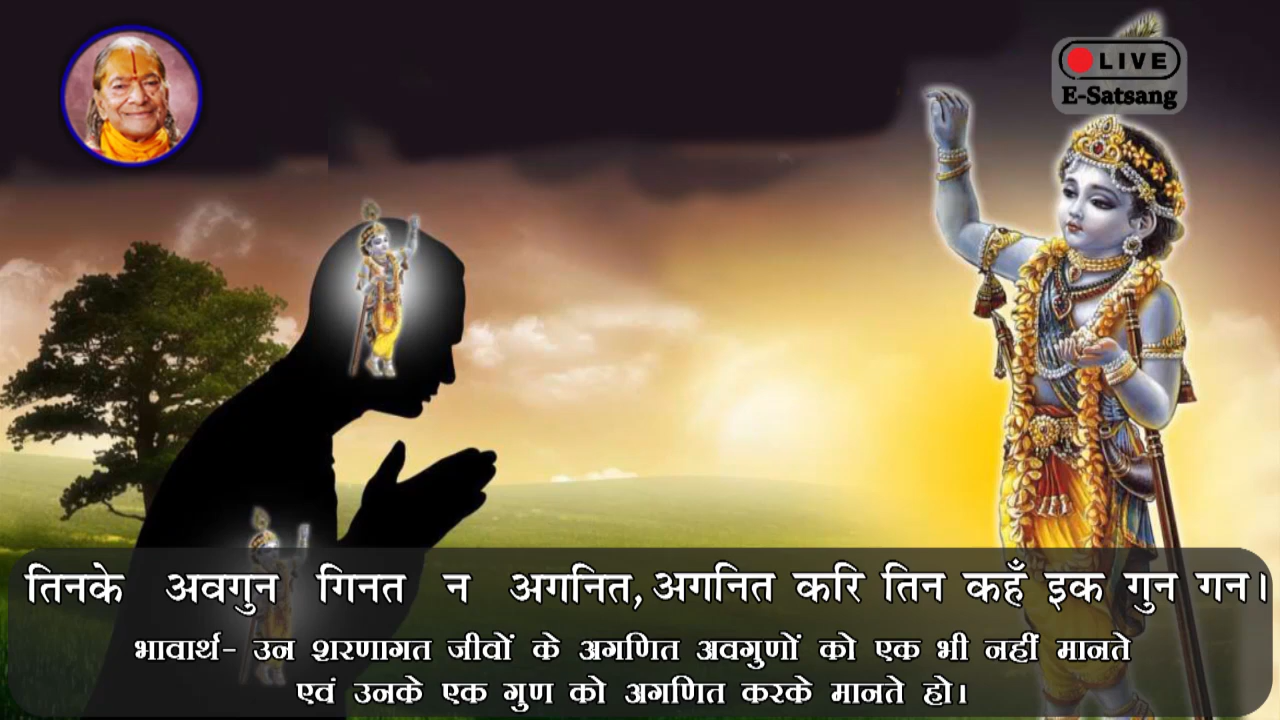 LIVE
E-Satsang
तिनके अवगुन गिनत न अगनित, अगनित करि तिन कहँ इक गुन गन।
भावार्थ- उन शरणागत जीवों के अगणित अवगुणों को एक भी नहीं मानते
एवं उनके एक गुण को अगणित करके मानते हो।